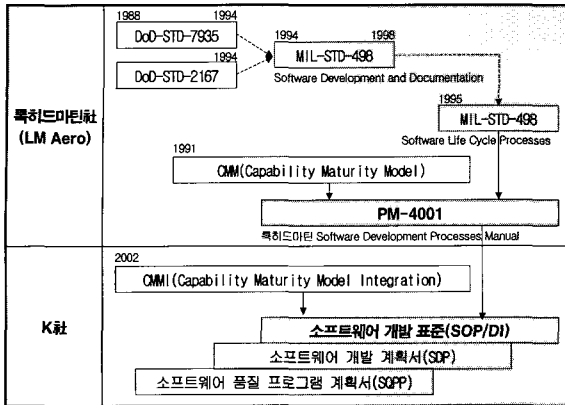 1988 1994
DoD-STD-7935
1994
DoD-STD-2167
1994 1998
MIL-STD-498
Software Development and Documentation
1995
MIL-STD-498
Software Life Cycle Processes
록히드마틴社
(LM Aero)
1991
CMM(Capability Maturity Model)
PM-4001
록히드마틴 Software Development Processes Manual
2002
CMMI(Capability Maturity Model Integration)
K社
소프트웨어 개발 표준(SOP/DI)
소프트웨어 개발 계획서(SDP)
소프트웨어 품질 프로그램 계획서(SQPP)